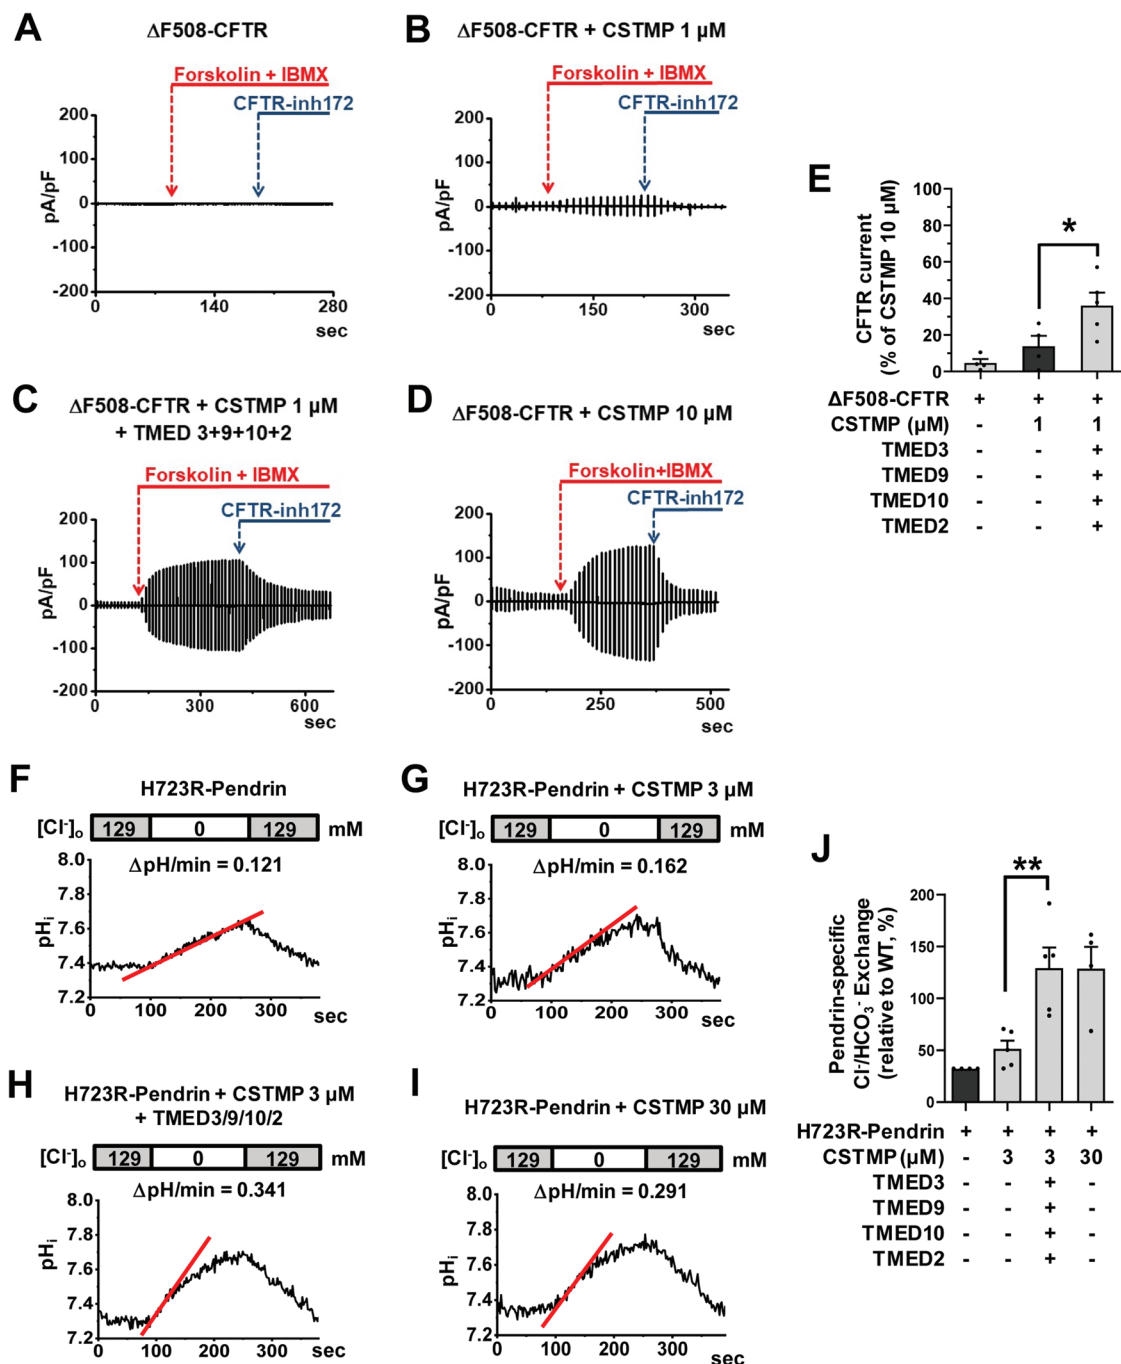 A
ΔF508-CFTR
Forskolin + IBMX
CFTR-inh172
pA/pF
200
100
0
-100
-200
0
140
280
sec
B
ΔF508-CFTR + CSTMP 1 µM
Forskolin + IBMX
CFTR-inh172
pA/pF
200
100
0
-100
-200
0
150
300
sec
C
ΔF508-CFTR + CSTMP 1 µM
+ TMED 3+9+10+2
Forskolin + IBMX
CFTR-inh172
pA/pF
200
100
0
-100
-200
0
300
600
sec
D
ΔF508-CFTR + CSTMP 10 µM
Forskolin+IBMX
CFTR-inh172
pA/pF
200
100
0
-100
-200
0
250
500
sec
E
CFTR current
(% of CSTMP 10 µM)
100
80
60
40
20
0
*
ΔF508-CFTR + + +
CSTMP (µM) - 1 1
TMED3 - - +
TMED9 - - +
TMED10 - - +
TMED2 - - +
F
H723R-Pendrin
[Cl-]o 129 0 129 mM
ΔpH/min = 0.121
pHi
8.0
7.8
7.6
7.4
7.2
0 100 200 300 sec
G
H723R-Pendrin + CSTMP 3 µM
[Cl-]o 129 0 129 mM
ΔpH/min = 0.162
pHi
8.0
7.8
7.6
7.4
7.2
0 100 200 300 sec
H
H723R-Pendrin + CSTMP 3 µM
+ TMED3/9/10/2
[Cl-]o 129 0 129 mM
ΔpH/min = 0.341
pHi
8.0
7.8
7.6
7.4
7.2
0 100 200 300 sec
I
H723R-Pendrin + CSTMP 30 µM
[Cl-]o 129 0 129 mM
ΔpH/min = 0.291
pHi
8.0
7.8
7.6
7.4
7.2
0 100 200 300 sec
J
Pendrin-specific
Cl-/HCO3- Exchange
(relative to WT, %)
200
150
100
50
0
**
H723R-Pendrin + + + +
CSTMP (µM) - 3 3 30
TMED3 - - + -
TMED9 - - + -
TMED10 - - + -
TMED2 - - + -